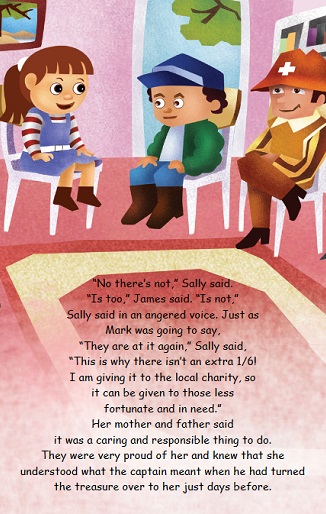 “No there’s not,” Sally said.
“Is too,” James said. “Is not,”
Sally said in an angered voice. Just as
Mark was going to say,
“They are at it again,” Sally said,
“This is why there isn’t an extra 1/6!
I am giving it to the local charity, so
it can be given to those less
fortunate and in need.”
Her mother and father said
it was a caring and responsible thing to do.
They were very proud of her and knew that she
understood what the captain meant when he had turned
the treasure over to her just days before.